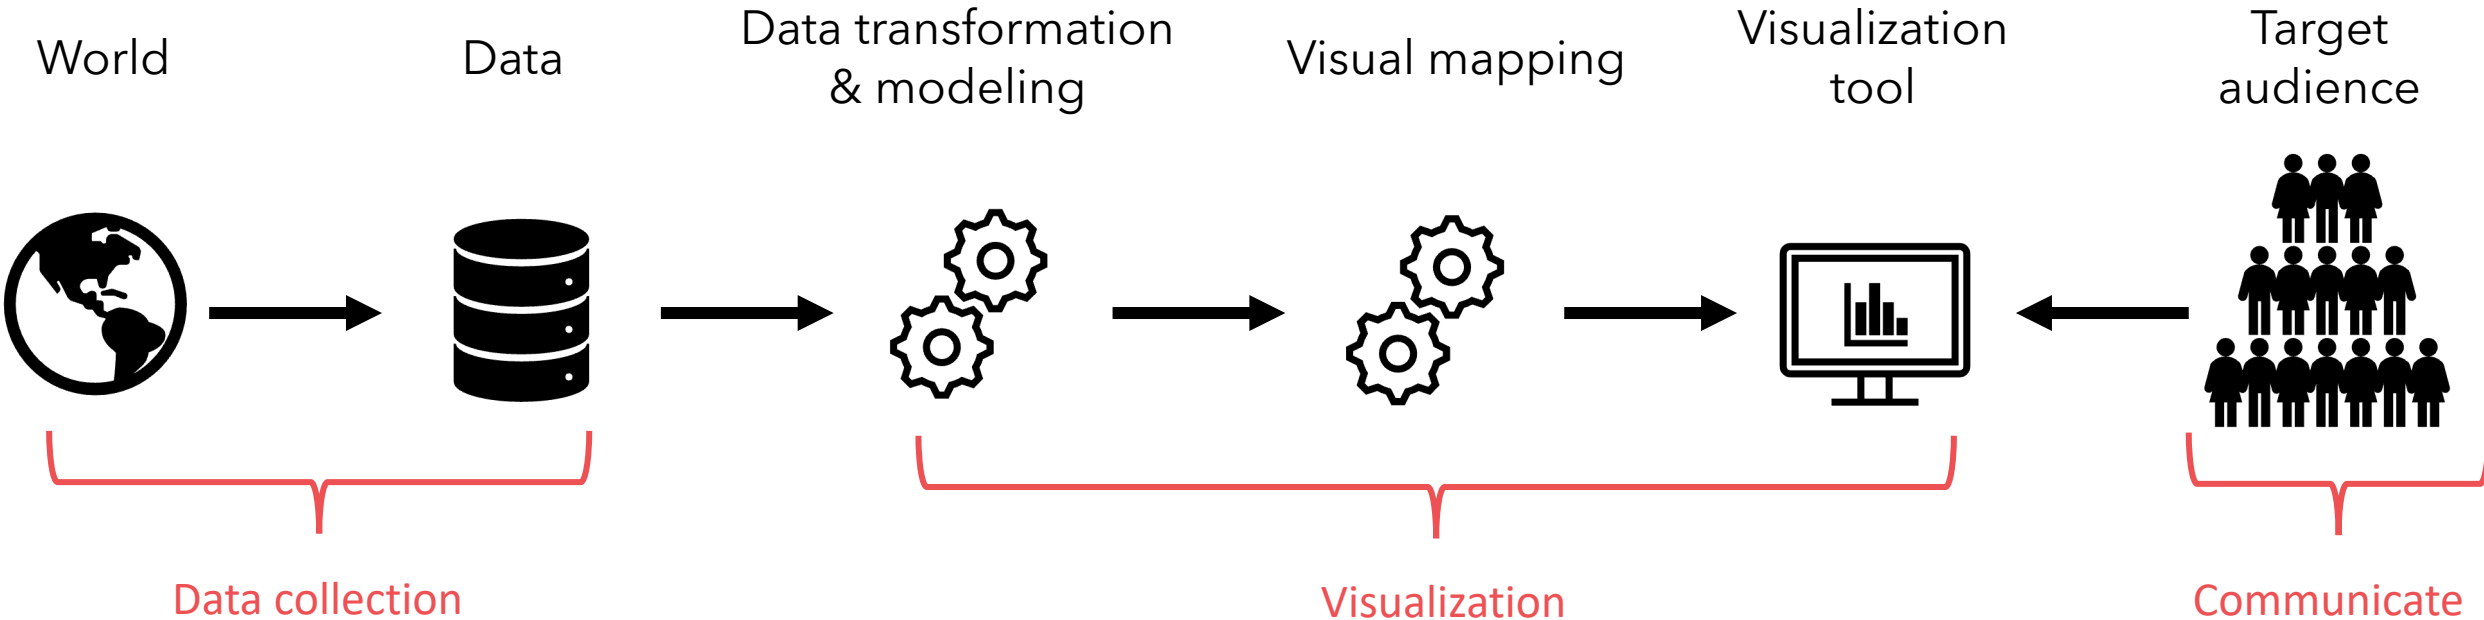 World
Data
Data transformation
& modeling
Visual mapping
Visualization
tool
Target
audience
Data collection
Visualization
Communicate